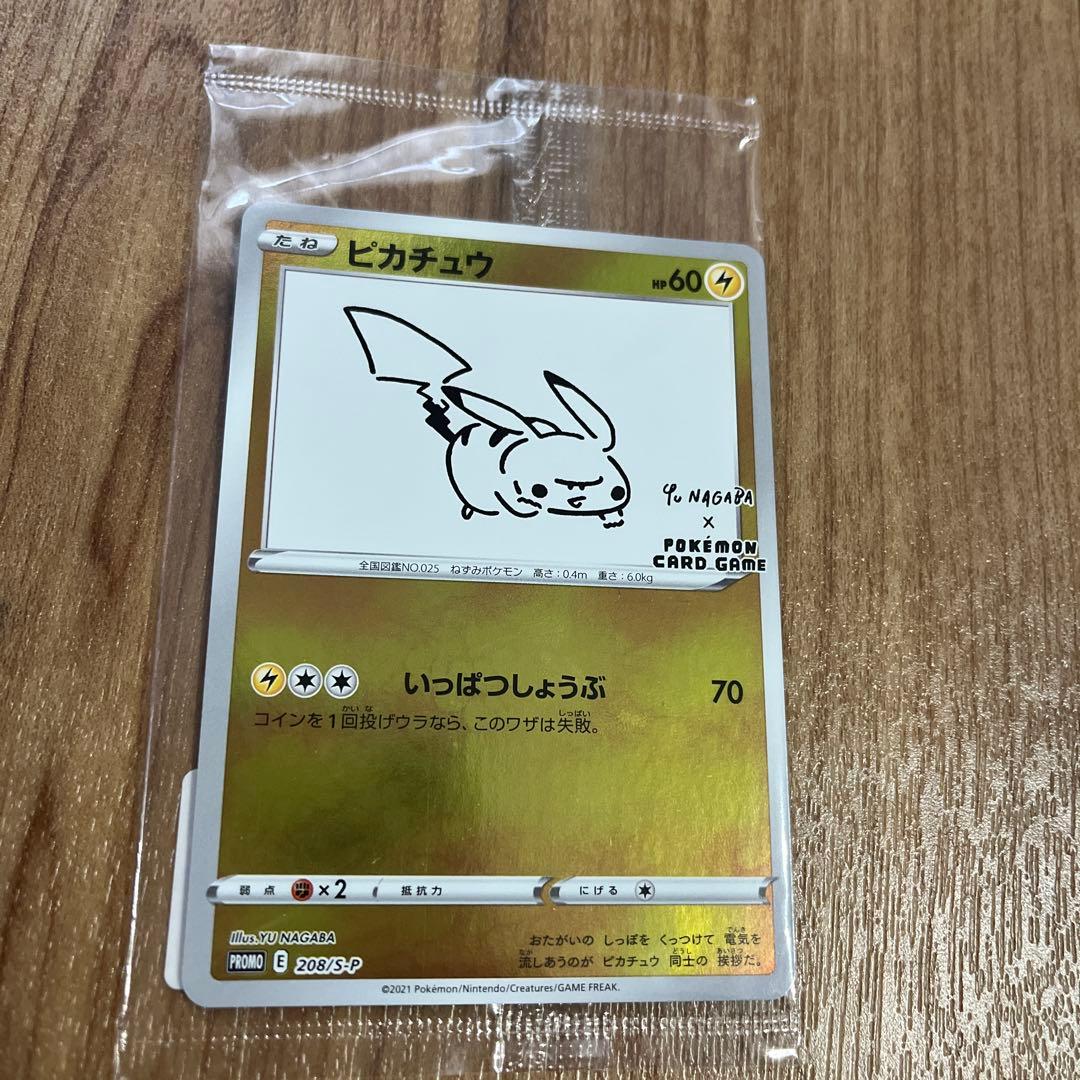 たね ピカチュウ HP60
Yu NAGABA
×
POKÉMON
CARD GAME
全国図鑑NO.025 ねずみポケモン 高さ:0.4m 重さ:6.0kg
いっぱつしょうぶ 70
コインを1回投げウラなら、このワザは失敗。
弱点 ×2 抵抗力 にげる
Illus.YU NAGABA
PROMO E 208/S-P
おたがいの しっぽを くっつけて 電気を
流しあうのが ピカチュウ 同士の 挨拶だ。
©2021 Pokémon/Nintendo/Creatures/GAME FREAK.